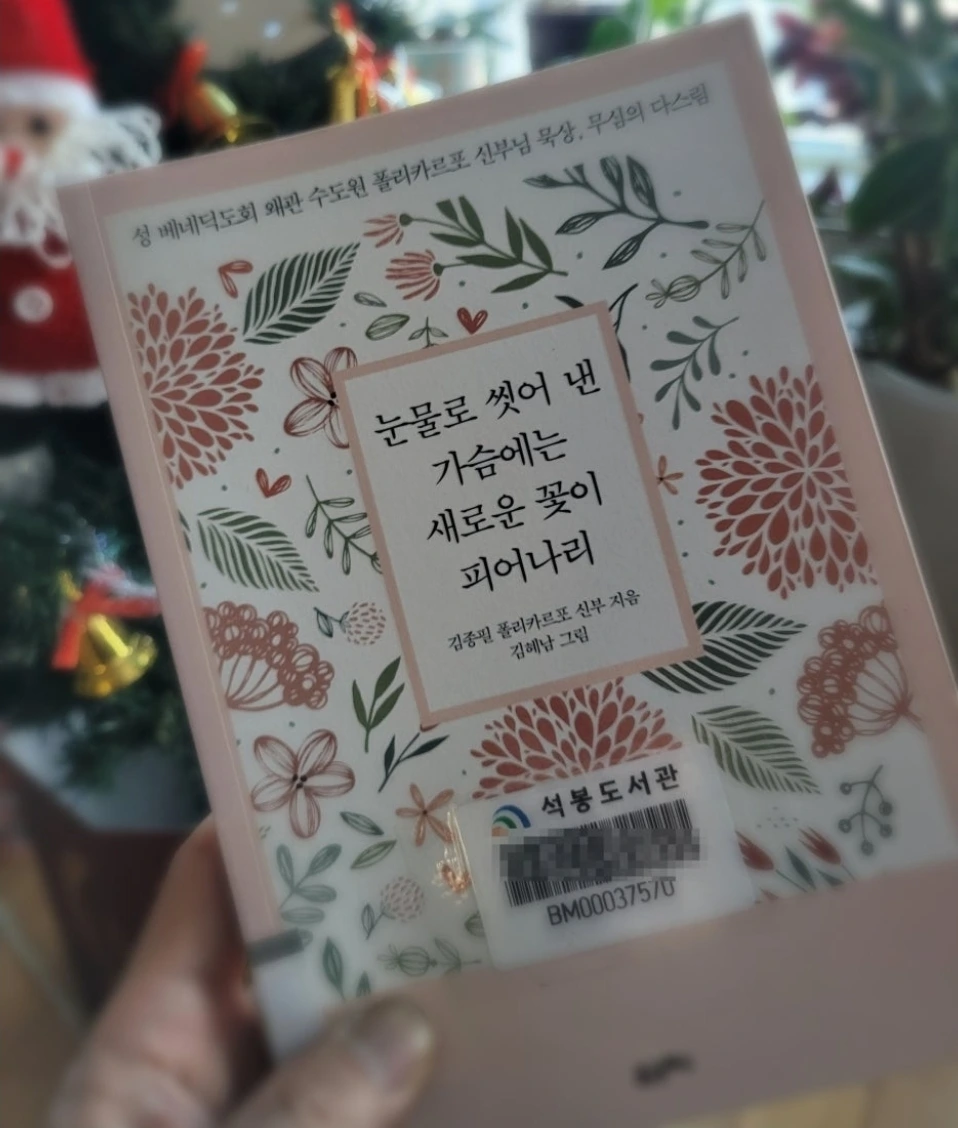 성 베네딕도회 왜관 수도원 폴리카르포 신부님 묵상, 무심의 다스림
눈물로 씻어 낸
가슴에는
새로운 꽃이
피어나리
김종필 폴리카르포 신부 지음
김혜남 그림
석봉도서관
BM000037570